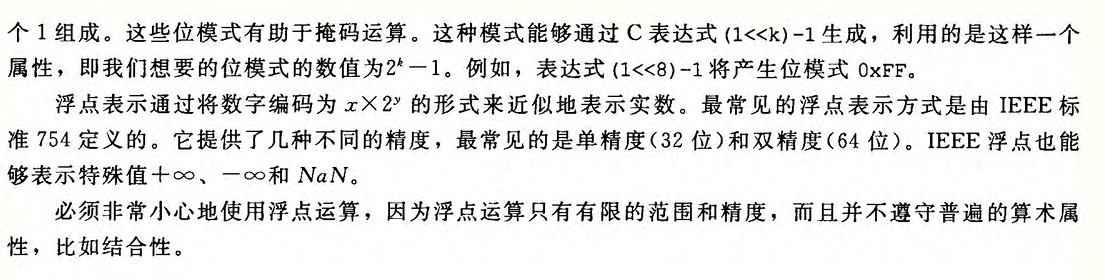 个 1 组成。这些位模式有助于掩码运算。这种模式能够通过 C 表达式 (1<<k)-1 生成，利用的是这样一个
属性，即我们想要的位模式的数值为2ᵏ－1。例如，表达式 (1<<8)-1 将产生位模式 0xFF。
浮点表示通过将数字编码为 x×2ʸ 的形式来近似地表示实数。最常见的浮点表示方式是由 IEEE 标
准 754 定义的。它提供了几种不同的精度，最常见的是单精度(32 位)和双精度(64 位)。IEEE 浮点也能
够表示特殊值＋∞、－∞和 NaN。
必须非常小心地使用浮点运算，因为浮点运算只有有限的范围和精度，而且并不遵守普遍的算术属
性，比如结合性。